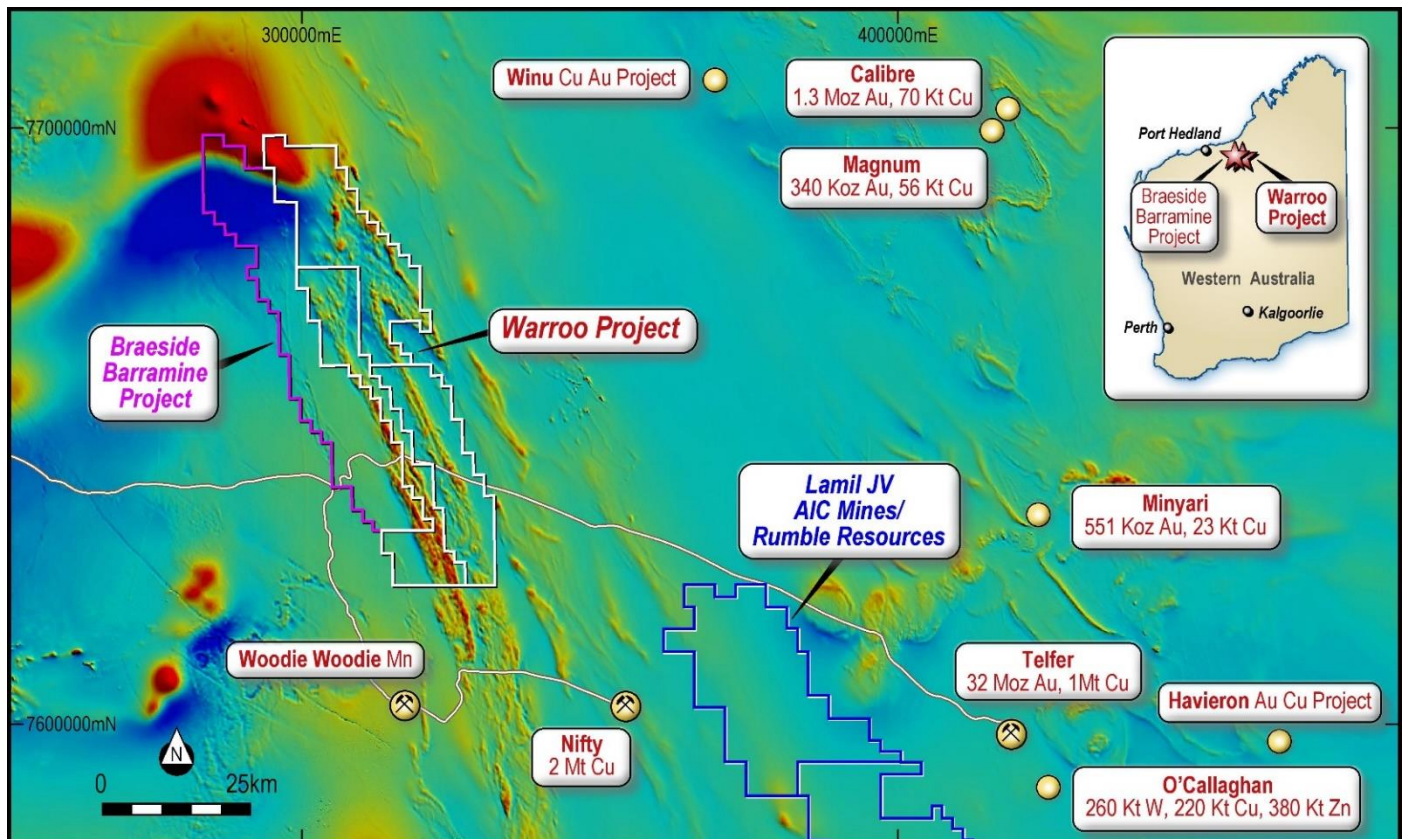 300000mE
400000mE
7700000mN
Winu Cu Au Project
Calibre
1.3 Moz Au, 70 Kt Cu
Magnum
340 Koz Au, 56 Kt Cu
Port Hedland
Braeside
Barramine
Project
Warroo
Project
Western Australia
Kalgoorlie
Perth
Braeside
Barramine
Project
Warroo Project
Lamil JV
AIC Mines/
Rumble Resources
Minyari
551 Koz Au, 23 Kt Cu
Woodie Woodie Mn
Telfer
32 Moz Au, 1Mt Cu
Havieron Au Cu Project
7600000mN
Nifty
2 Mt Cu
O'Callaghan
260 Kt W, 220 Kt Cu, 380 Kt Zn
N
0 25km